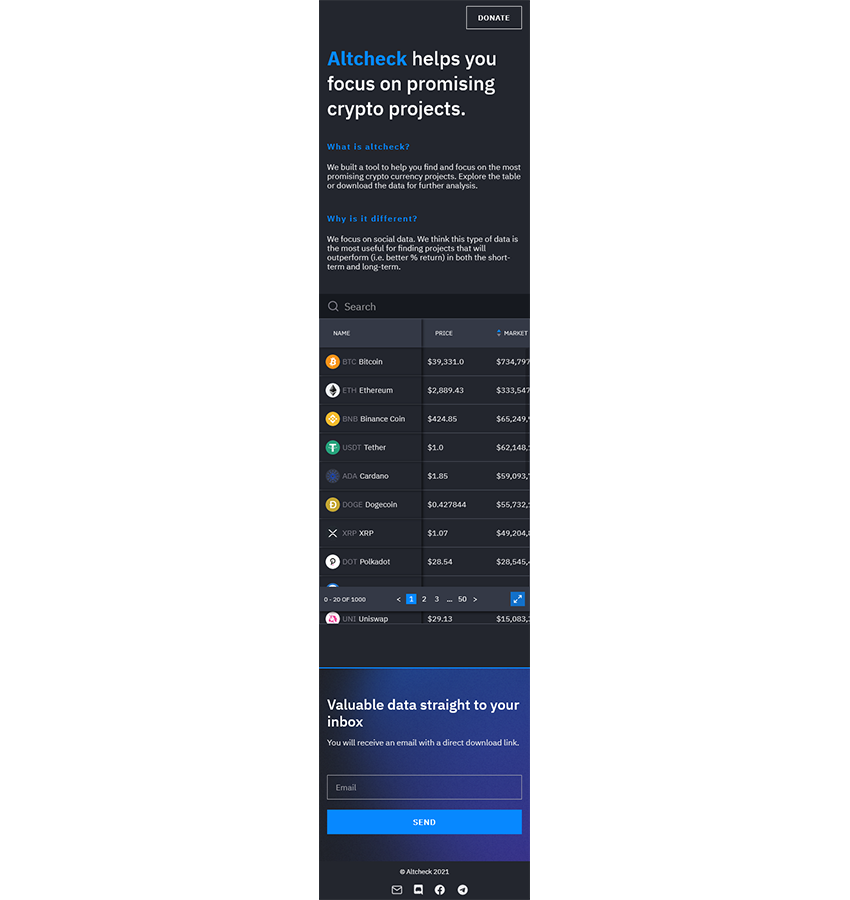 DONATE
Altcheck helps you
focus on promising
crypto projects.
What is altcheck?
We built a tool to help you find and focus on the most
promising crypto currency projects. Explore the table
or download the data for further analysis.
Why is it different?
We focus on social data. We think this type of data is
the most useful for finding projects that will
outperform (i.e. better % return) in both the short-
term and long-term.
Search
NAME PRICE MARKET
BTC Bitcoin $39,331.0 $734,797
ETH Ethereum $2,889.43 $333,547
BNB Binance Coin $424.85 $65,249,
USDT Tether $1.0 $62,148,
ADA Cardano $1.85 $59,093,
DOGE Dogecoin $0.427844 $55,732,
XRP XRP $1.07 $49,204,
DOT Polkadot $28.54 $28,545,
0 - 20 OF 1000 < 1 2 3 ... 50 >
UNI Uniswap $29.13 $15,083,
Valuable data straight to your
inbox
You will receive an email with a direct download link.
Email
SEND
© Altcheck 2021